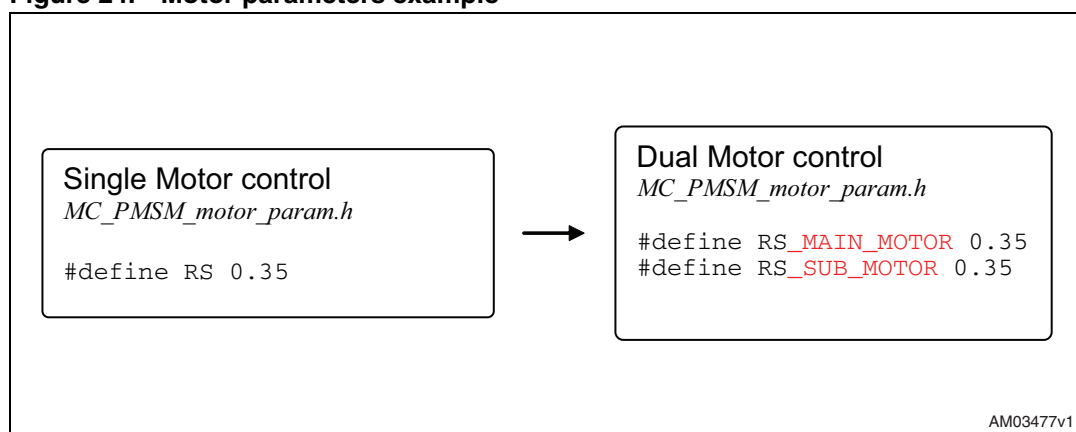 Figure 24. Motor parameters example
Single Motor control
MC_PMSM_motor_param.h
#define RS 0.35
Dual Motor control
MC_PMSM_motor_param.h
#define RS_MAIN_MOTOR 0.35
#define RS_SUB_MOTOR 0.35
AM03477v1